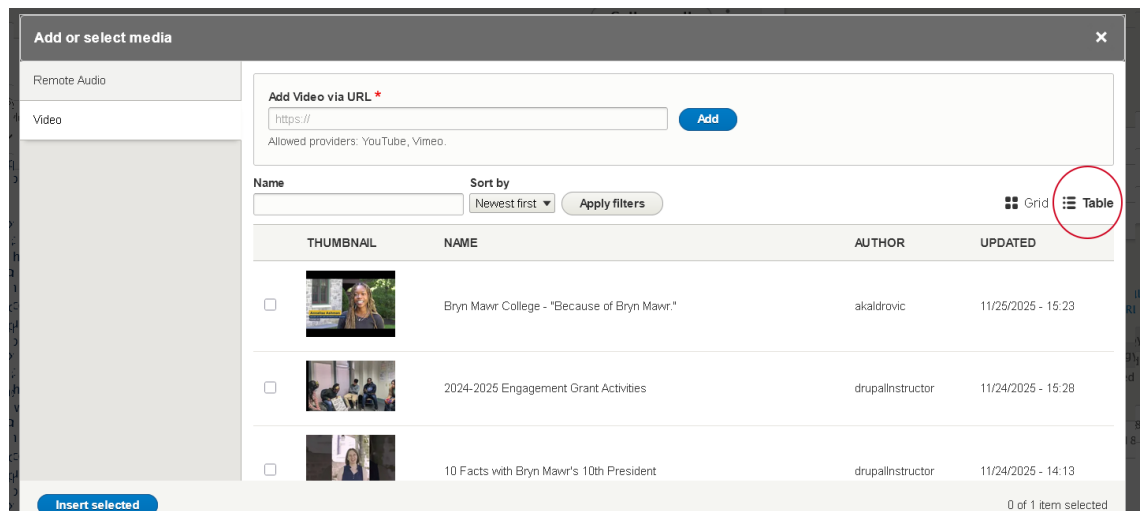 Add or select media
Remote Audio
Video
Add Video via URL *
https://
Add
Allowed providers: YouTube, Vimeo.
Name
Sort by
Newest first
Apply filters
Grid
Table
THUMBNAIL
NAME
AUTHOR
UPDATED
Bryn Mawr College - "Because of Bryn Mawr."
akaldrovic
11/25/2025 - 15:23
2024-2025 Engagement Grant Activities
drupalInstructor
11/24/2025 - 15:28
10 Facts with Bryn Mawr's 10th President
drupalInstructor
11/24/2025 - 14:13
Insert selected
0 of 1 item selected